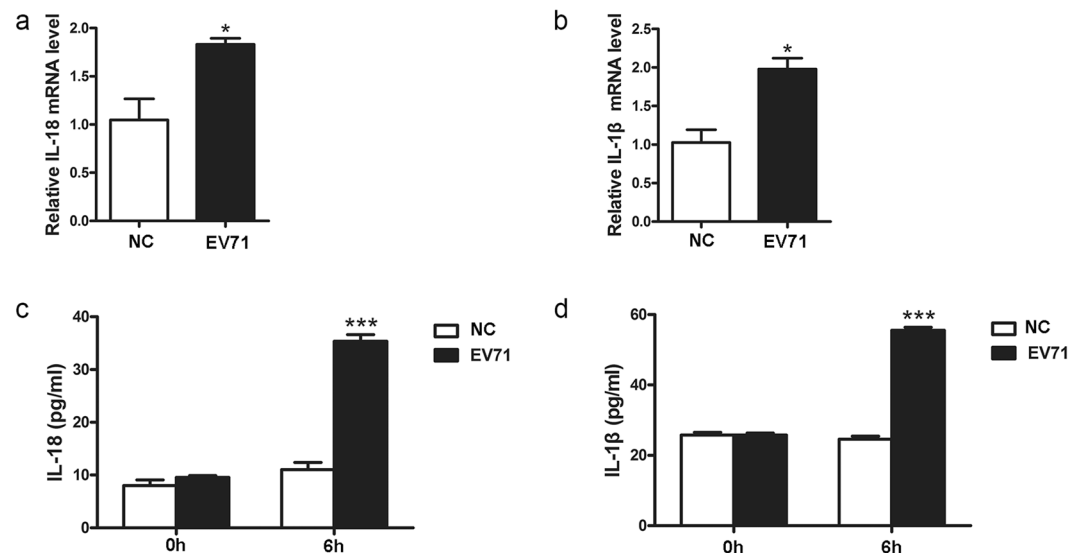 a
Relative IL-18 mRNA level
2.0
1.5
1.0
0.5
0.0
*
NC
EV71
b
Relative IL-1β mRNA level
2.5
2.0
1.5
1.0
0.5
0.0
*
NC
EV71
c
IL-18 (pg/ml)
40
30
20
10
0
***
0h
6h
NC
EV71
d
IL-1β (pg/ml)
60
40
20
0
***
0h
6h
NC
EV71